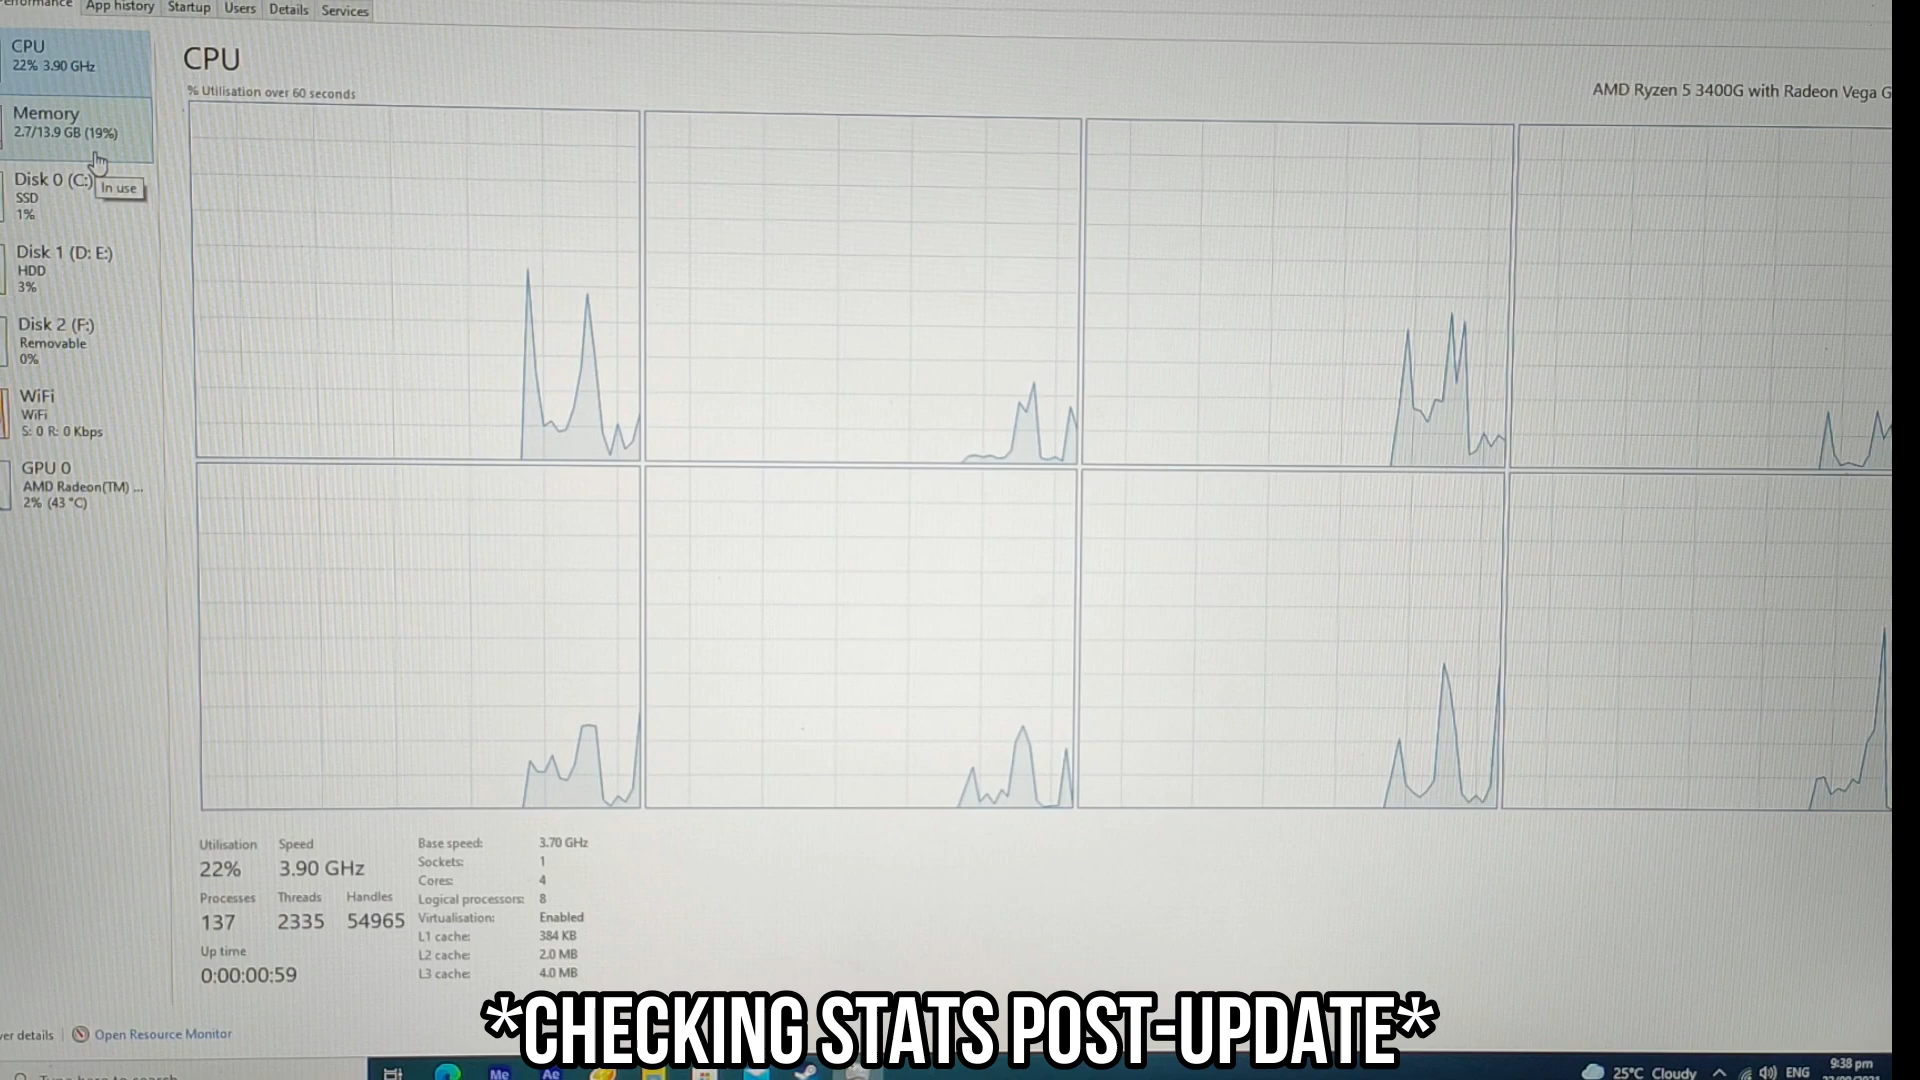 App history Startup Users Details Services
CPU
22% 3.90 GHz
Memory
2.7/13.9 GB (19%)
In use
Disk 0 (C:)
SSD
1%
Disk 1 (D: E:)
HDD
3%
Disk 2 (F:)
Removable
0%
WiFi
WiFi
S: 0 R: 0 Kbps
GPU 0
AMD Radeon(TM) ...
2% (43 °C)
CPU
AMD Ryzen 5 3400G with Radeon Vega G
% Utilisation over 60 seconds
Utilisation Speed
22% 3.90 GHz
Processes Threads Handles
137 2335 54965
Up time
0:00:00:59
Base speed: 3.70 GHz
Sockets: 1
Cores: 4
Logical processors: 8
Virtualisation: Enabled
L1 cache: 384 KB
L2 cache: 2.0 MB
L3 cache: 4.0 MB
details
Open Resource Monitor
*CHECKING STATS POST-UPDATE*
Me Ae
25°C Cloudy ENG
9:38 pm